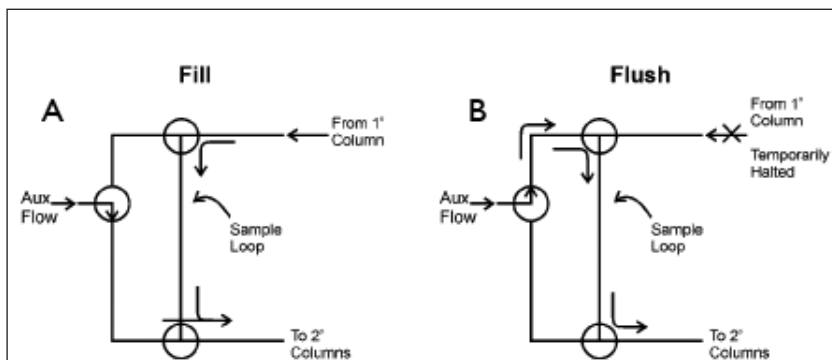 Fill
A
From 1°
Column
Aux
Flow
Sample
Loop
To 2°
Columns
Flush
B
From 1°
Column
Temporarily
Halted
Aux
Flow
Sample
Loop
To 2°
Columns